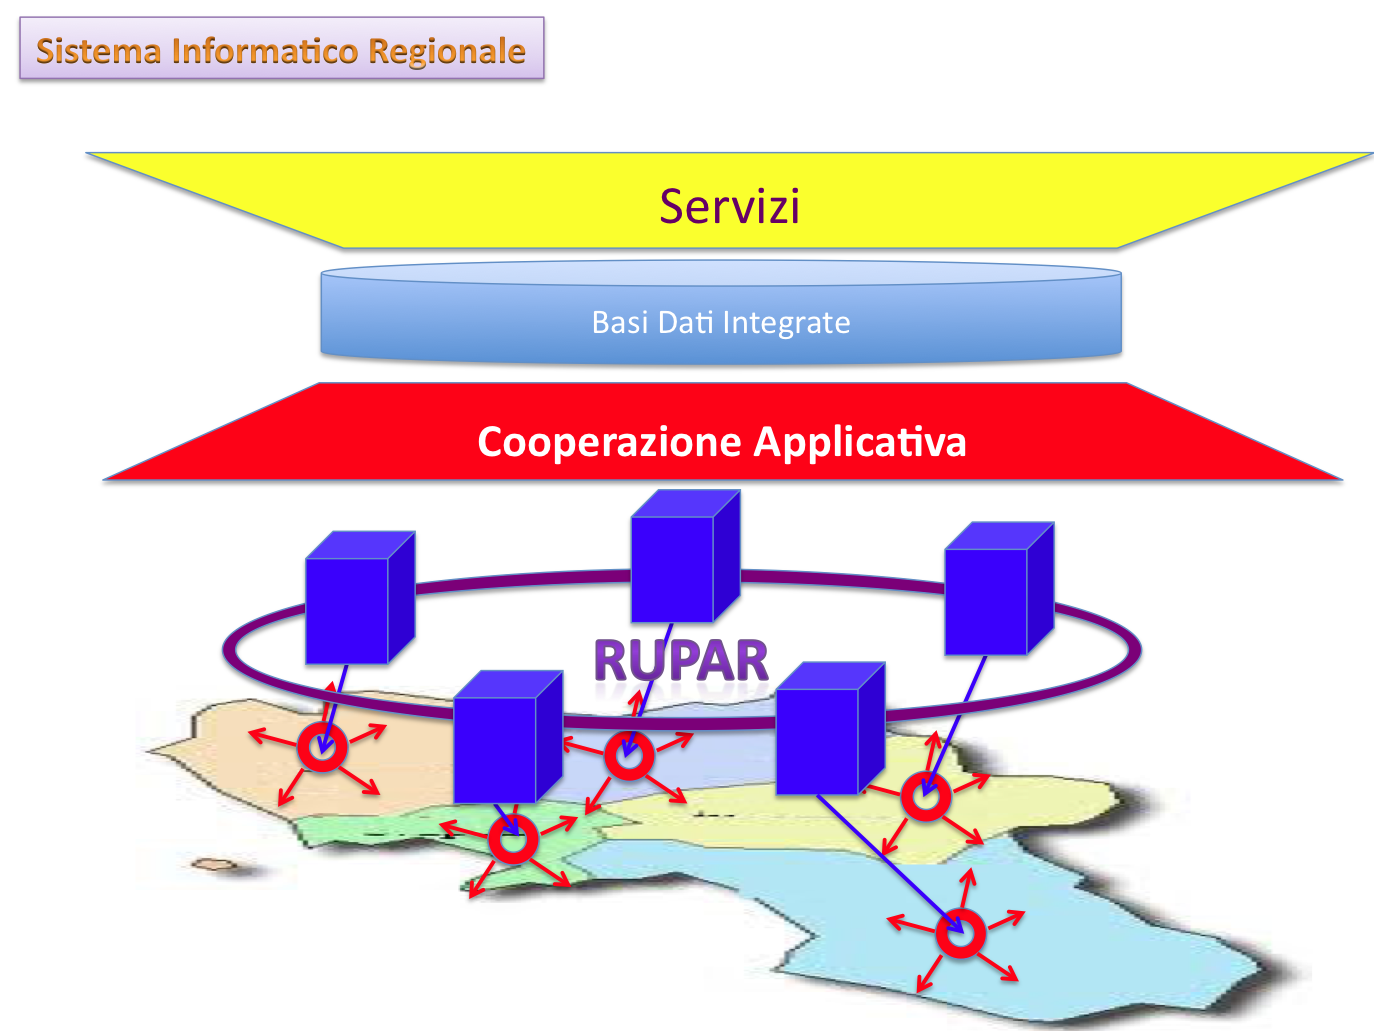 Sistema Informatico Regionale
Servizi
Basi Dati Integrate
Cooperazione Applicativa
RUPAR